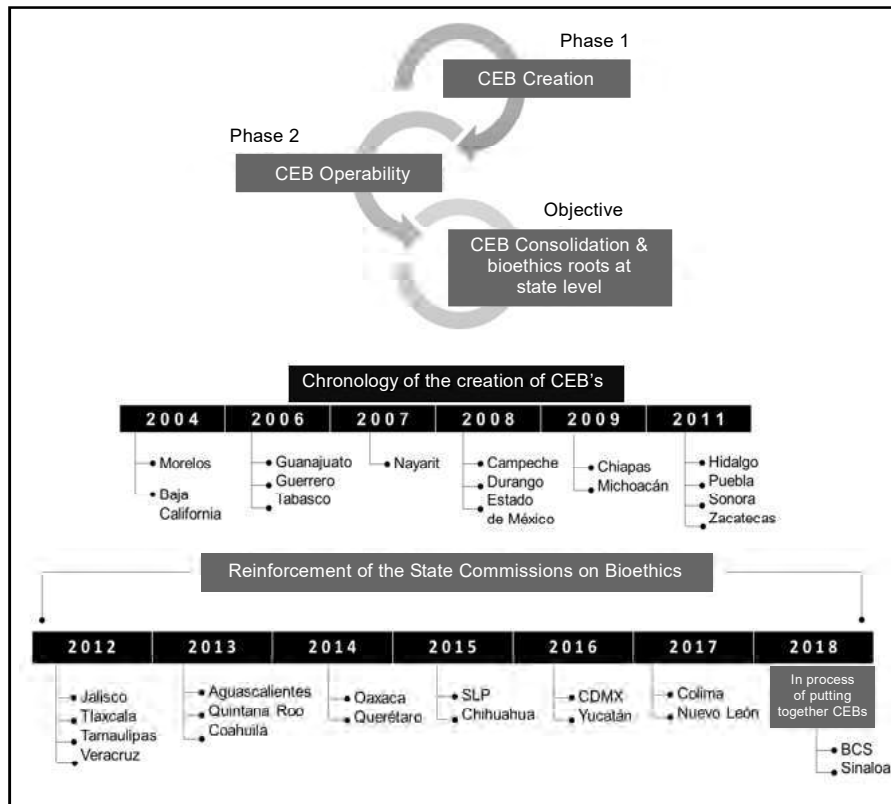 Phase 1
CEB Creation
Phase 2
CEB Operability
Objective
CEB Consolidation &
bioethics roots at
state level
Chronology of the creation of CEB's
2004 2006 2007 2008 2009 2011
Morelos
Baja
California
Guanajuato
Guerrero
Tabasco
Nayarit
Campeche
Durango
Estado
de México
Chiapas
Michoacán
Hidalgo
Puebla
Sonora
Zacatecas
Reinforcement of the State Commissions on Bioethics
2012 2013 2014 2015 2016 2017 2018
Jalisco
Tlaxcala
Tamaulipas
Veracruz
Aguascalientes
Quintana Roo
Coahuila
Oaxaca
Querétaro
SLP
Chihuahua
CDMX
Yucatán
Colima
Nuevo León
In process
of putting
together CEBs
BCS
Sinaloa